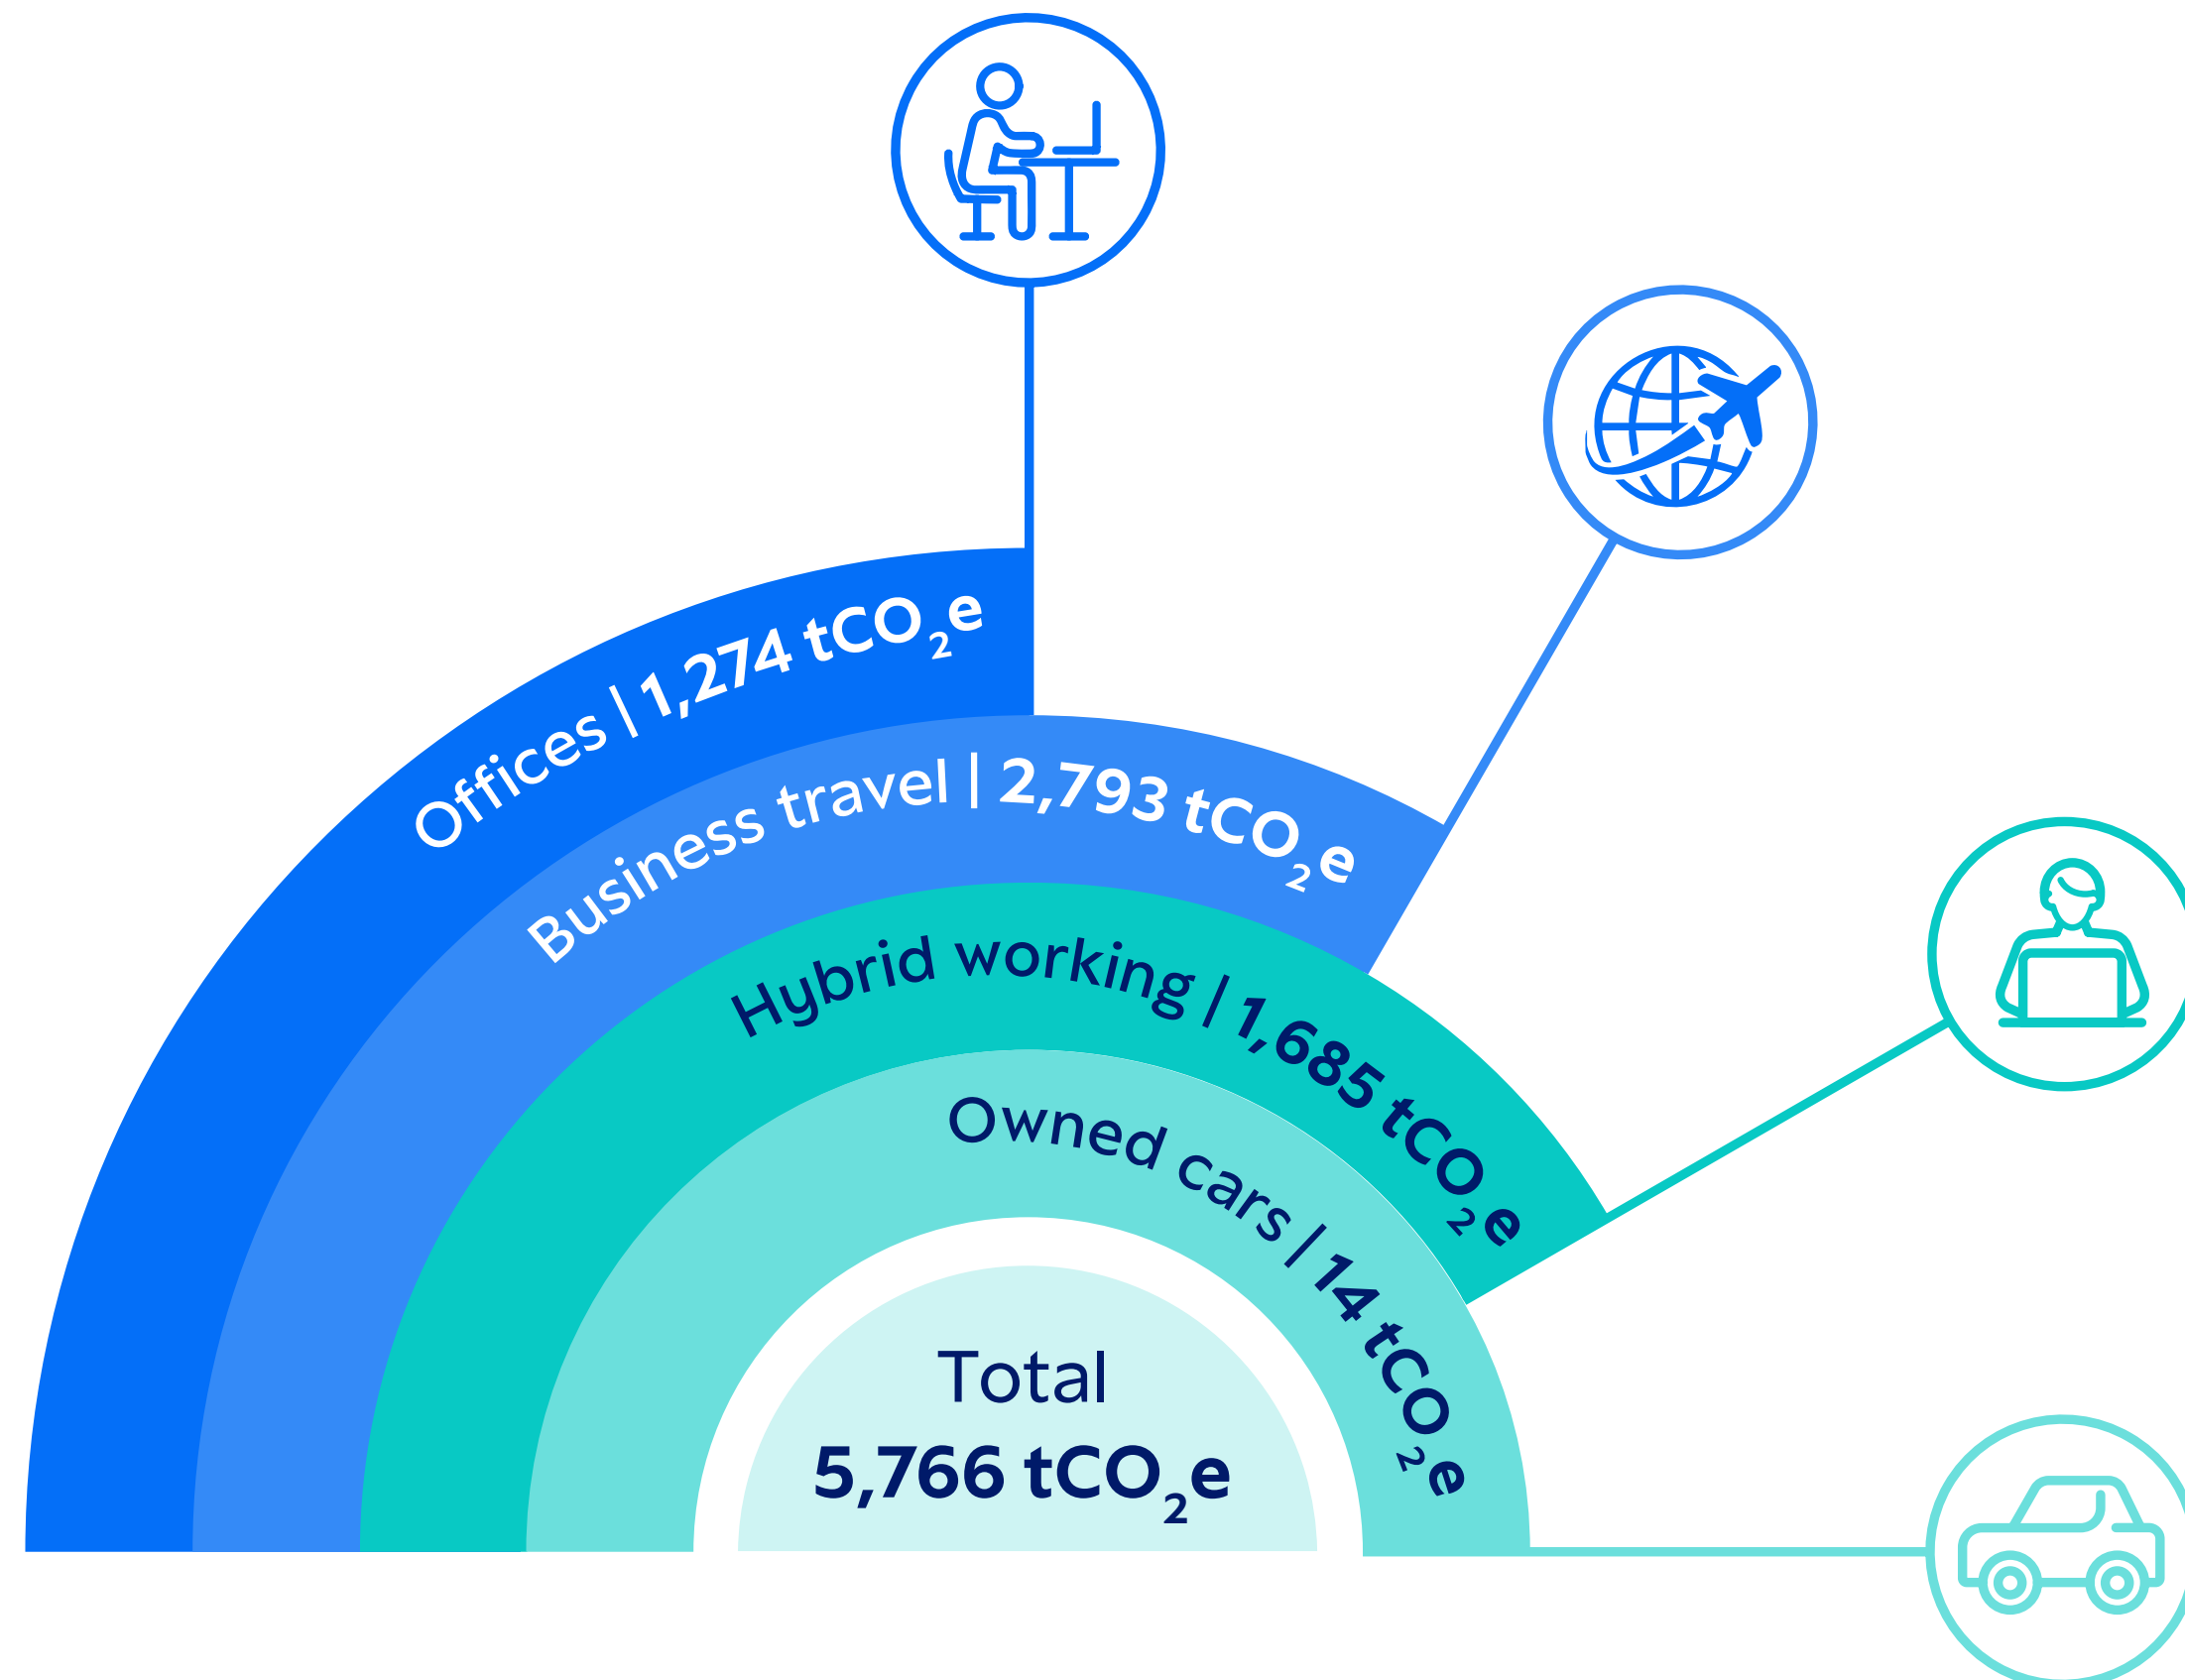 Offices | 1,274 tCO₂e
Business travel | 2,793 tCO₂e
Hybrid working | 1,685 tCO₂e
Owned cars | 14 tCO₂e
Total
5,766 tCO₂e